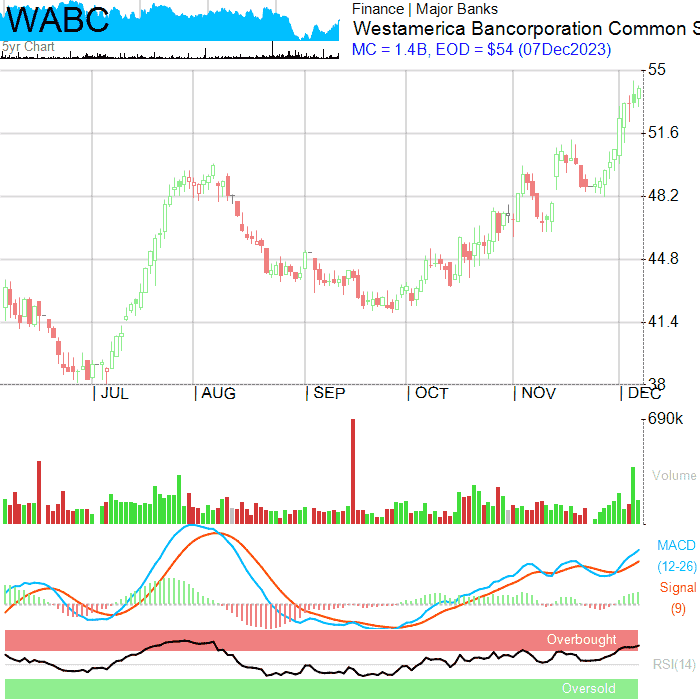 WABC
5yr Chart
Finance | Major Banks
Westamerica Bancorporation Common S
MC = 1.4B, EOD = $54 (07Dec2023)
55
51.6
48.2
44.8
41.4
38
JUL AUG SEP OCT NOV DEC
690k
Volume
MACD
(12-26)
Signal
(9)
Overbought
RSI(14)
Oversold